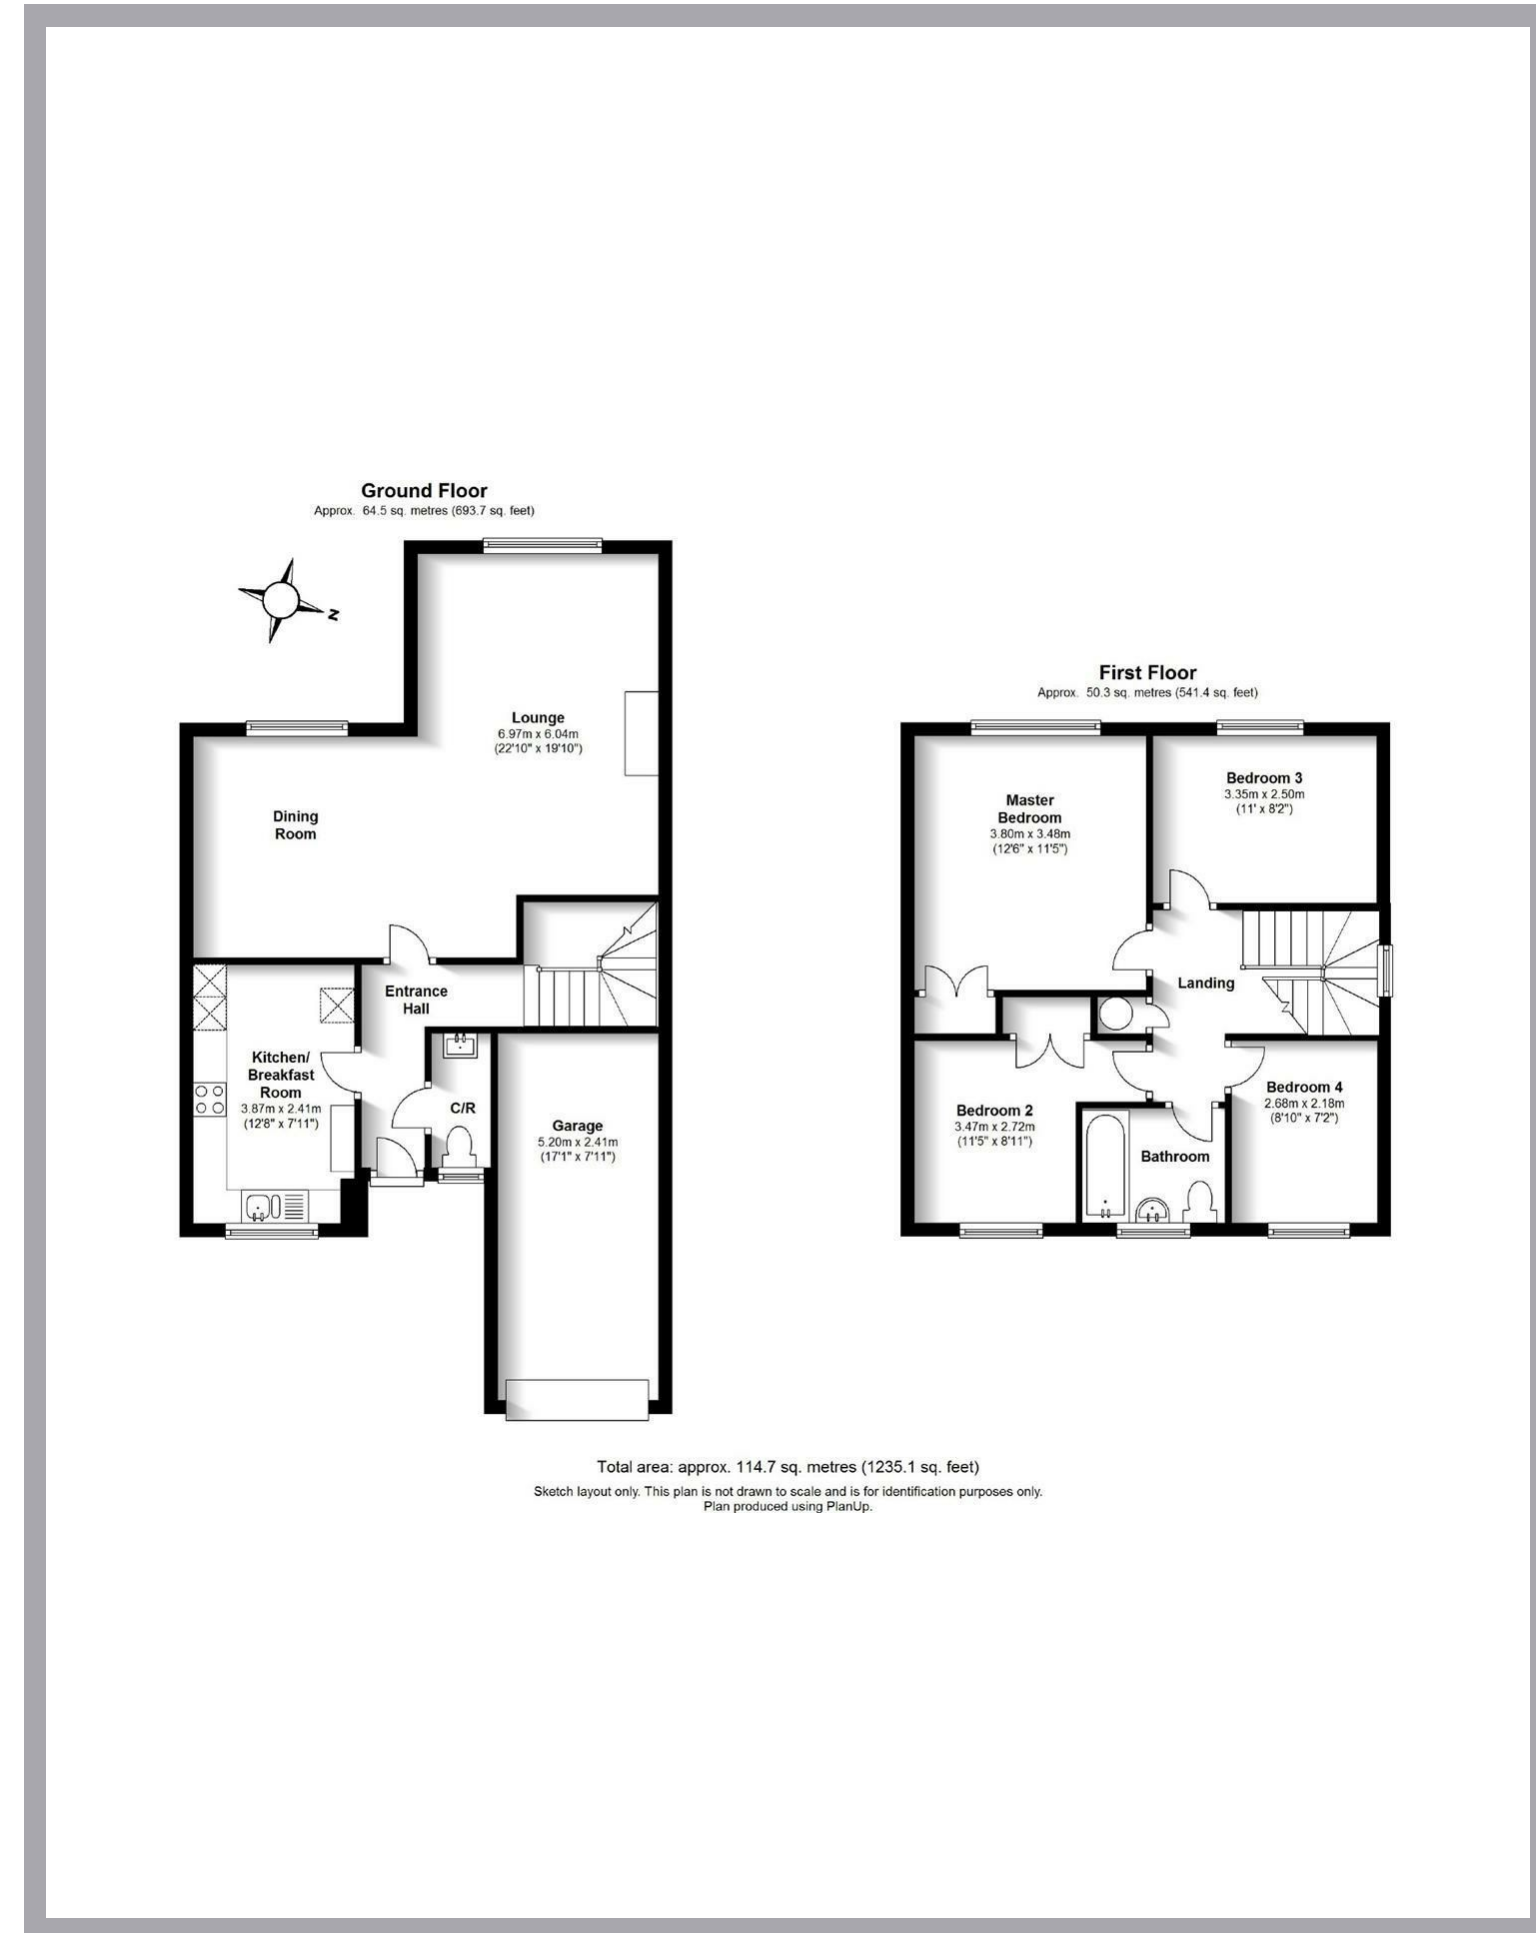 Ground Floor
Approx. 64.5 sq. metres (693.7 sq. feet)
N
Lounge
6.97m x 6.04m
(22'10" x 19'10")
Dining
Room
Entrance
Hall
Kitchen/
Breakfast
Room
3.87m x 2.41m
(12'8" x 7'11")
C/R
Garage
5.20m x 2.41m
(17'1" x 7'11")
First Floor
Approx. 50.3 sq. metres (541.4 sq. feet)
Master
Bedroom
3.80m x 3.48m
(12'6" x 11'5")
Bedroom 3
3.35m x 2.50m
(11' x 8'2")
Landing
Bedroom 2
3.47m x 2.72m
(11'5" x 8'11")
Bathroom
Bedroom 4
2.68m x 2.18m
(8'10" x 7'2")
Total area: approx. 114.7 sq. metres (1235.1 sq. feet)
Sketch layout only. This plan is not drawn to scale and is for identification purposes only.
Plan produced using PlanUp.